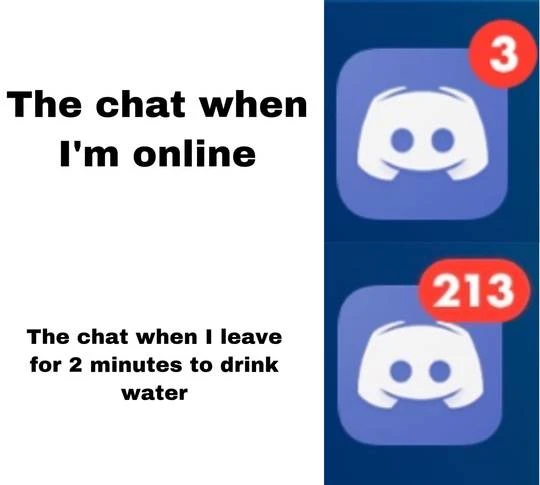 The chat when
I'm online
3
The chat when I leave
for 2 minutes to drink
water
213